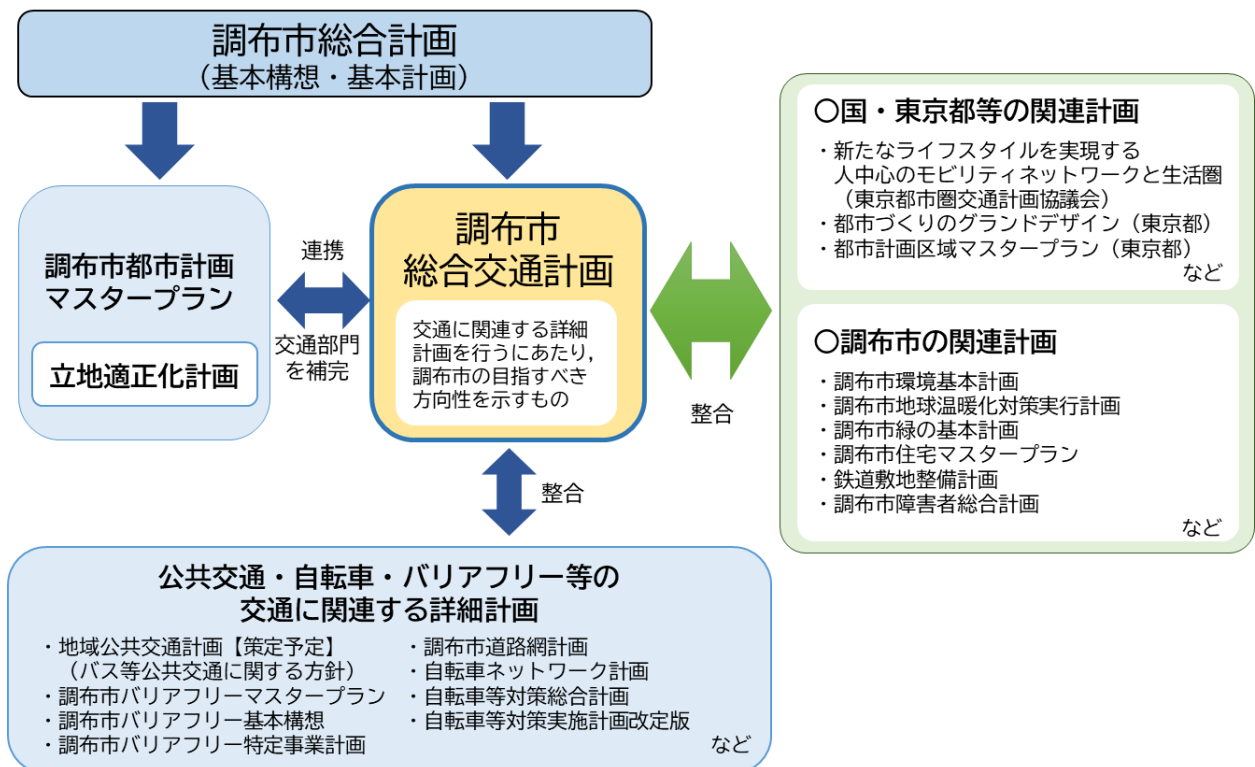 調布市総合計画
（基本構想・基本計画）
調布市都市計画
マスタープラン
立地適正化計画
連携
交通部門
を補完
調布市
総合交通計画
交通に関連する詳細
計画を行うにあたり，
調布市の目指すべき
方向性を示すもの
整合
整合
〇国・東京都等の関連計画
・新たなライフスタイルを実現する
人中心のモビリティネットワークと生活圏
（東京都市圏交通計画協議会）
・都市づくりのグランドデザイン（東京都）
・都市計画区域マスタープラン（東京都）
など
〇調布市の関連計画
・調布市環境基本計画
・調布市地球温暖化対策実行計画
・調布市緑の基本計画
・調布市住宅マスタープラン
・鉄道敷地整備計画
・調布市障害者総合計画
など
公共交通・自転車・バリアフリー等の
交通に関連する詳細計画
・地域公共交通計画【策定予定】
（バス等公共交通に関する方針）
・調布市バリアフリーマスタープラン
・調布市バリアフリー基本構想
・調布市バリアフリー特定事業計画
・調布市道路網計画
・自転車ネットワーク計画
・自転車等対策総合計画
・自転車等対策実施計画改定版
など